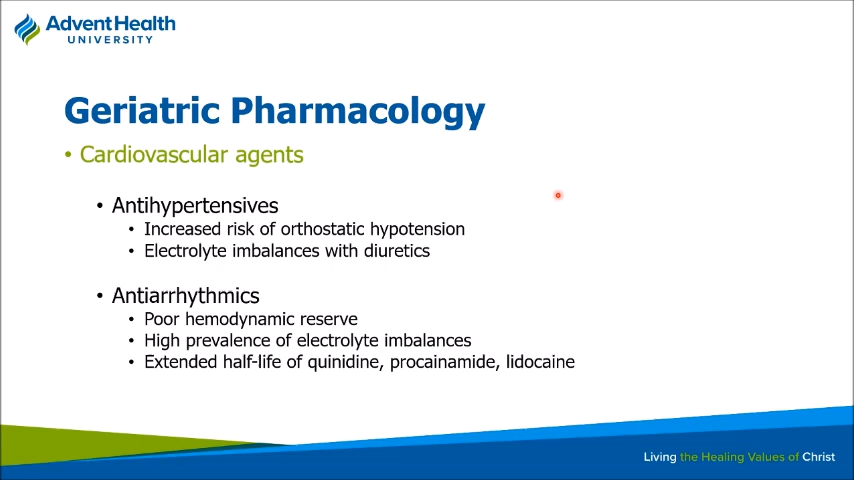 AdventHealth
UNIVERSITY
Geriatric Pharmacology
• Cardiovascular agents
• Antihypertensives
• Increased risk of orthostatic hypotension
• Electrolyte imbalances with diuretics
• Antiarrhythmics
• Poor hemodynamic reserve
• High prevalence of electrolyte imbalances
• Extended half-life of quinidine, procainamide, lidocaine
Living the Healing Values of Christ